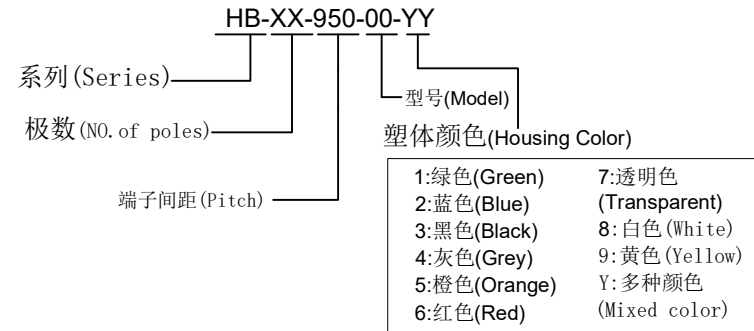 HB-XX-950-00-YY
系列(Series)
型号(Model)
极数(NO.of poles)
塑体颜色(Housing Color)
端子间距(Pitch)
1:绿色(Green)
2:蓝色(Blue)
3:黑色(Black)
4:灰色(Grey)
5:橙色(Orange)
6:红色(Red)
7:透明色
(Transparent)
8:白色(White)
9:黄色(Yellow)
Y:多种颜色
(Mixed color)